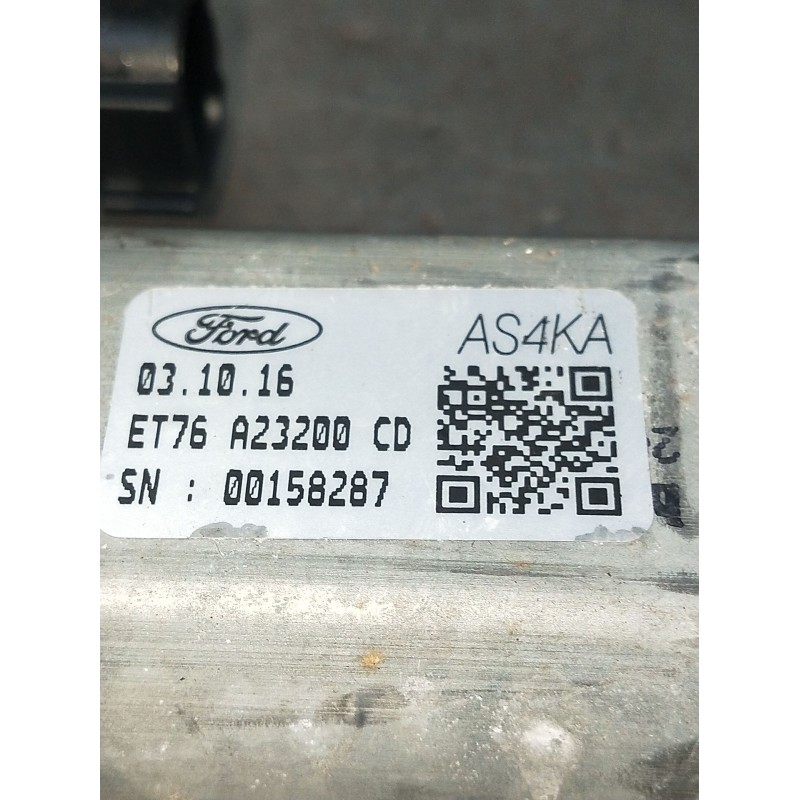 Ford
AS4KA
03.10.16
ET76 A23200 CD
SN : 00158287